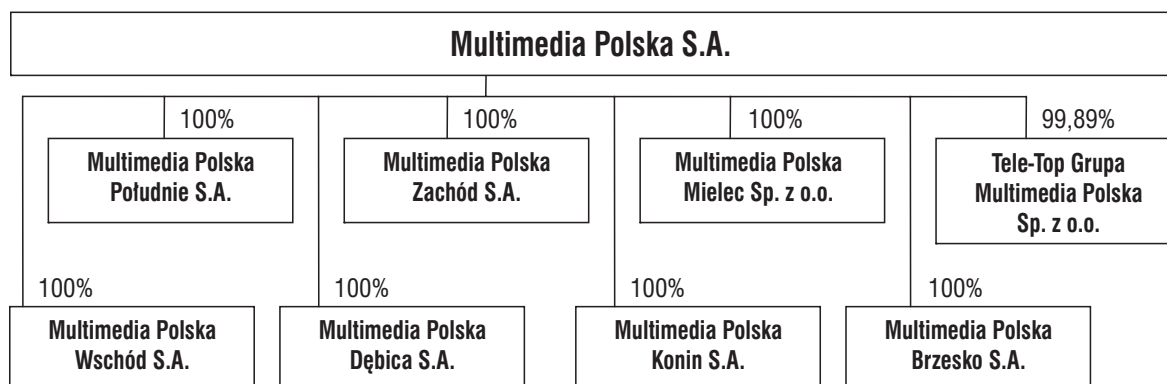 Multimedia Polska S.A.
100%
100%
100%
99,89%
Multimedia Polska
Południe S.A.
Multimedia Polska
Zachód S.A.
Multimedia Polska
Mielec Sp. z o.o.
Tele-Top Grupa
Multimedia Polska
Sp. z o.o.
100%
100%
100%
100%
Multimedia Polska
Wschód S.A.
Multimedia Polska
Dębica S.A.
Multimedia Polska
Konin S.A.
Multimedia Polska
Brzesko S.A.